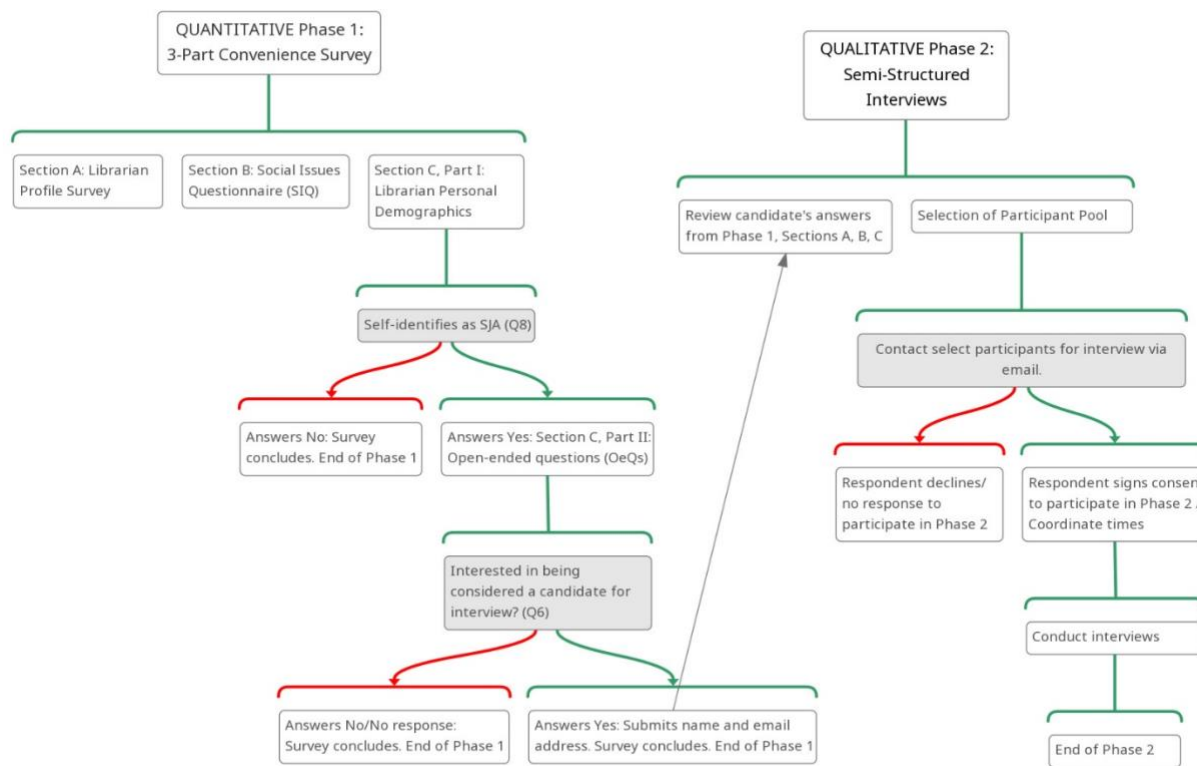 QUANTITATIVE Phase 1:
3-Part Convenience Survey
Section A: Librarian
Profile Survey
Section B: Social Issues
Questionnaire (SIQ)
Section C, Part I:
Librarian Personal
Demographics
Self-identifies as SJA (Q8)
Answers No: Survey
concludes. End of Phase 1
Answers Yes: Section C, Part II:
Open-ended questions (OeQs)
Interested in being
considered a candidate for
interview? (Q6)
Answers No/No response:
Survey concludes. End of Phase 1
Answers Yes: Submits name and email
address. Survey concludes. End of Phase 1
QUALITATIVE Phase 2:
Semi-Structured
Interviews
Review candidate's answers
from Phase 1, Sections A, B, C
Selection of Participant Pool
Contact select participants for interview via
email.
Respondent declines/
no response to
participate in Phase 2
Respondent signs consen
to participate in Phase 2
Coordinate times
Conduct interviews
End of Phase 2